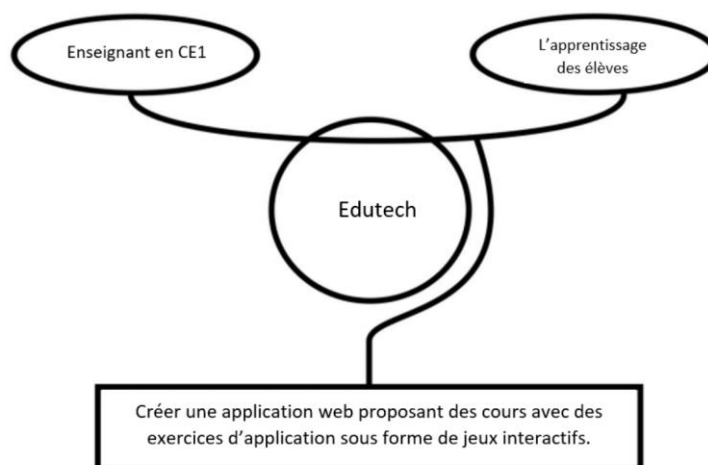 Enseignant en CE1
L’apprentissage
des élèves
Edutech
Créer une application web proposant des cours avec des
exercices d’application sous forme de jeux interactifs.